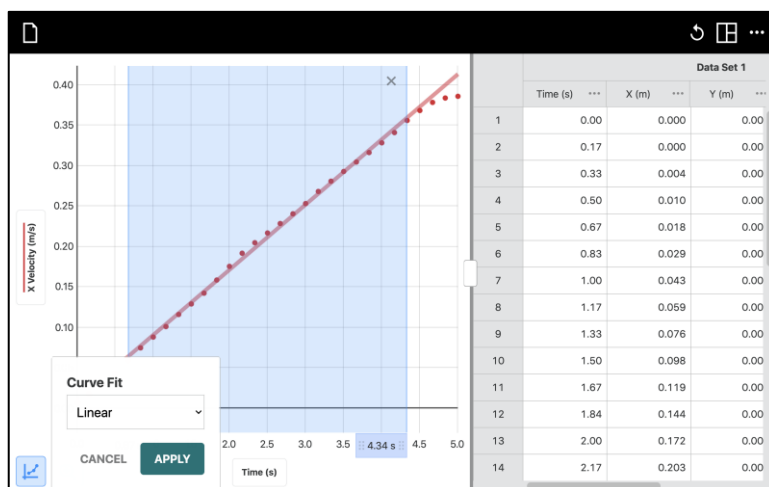 0.40
0.35
0.30
0.25
0.20
0.15
0.10
X Velocity (m/s)
2.0 2.5 3.0 3.5 4.34 s 4.5 5.0
Time (s)
Curve Fit
Linear
CANCEL APPLY
Data Set 1
Time (s) X (m) Y (m)
1 0.00 0.000 0.00
2 0.17 0.000 0.00
3 0.33 0.004 0.00
4 0.50 0.010 0.00
5 0.67 0.018 0.00
6 0.83 0.029 0.00
7 1.00 0.043 0.00
8 1.17 0.059 0.00
9 1.33 0.076 0.00
10 1.50 0.098 0.00
11 1.67 0.119 0.00
12 1.84 0.144 0.00
13 2.00 0.172 0.00
14 2.17 0.203 0.00